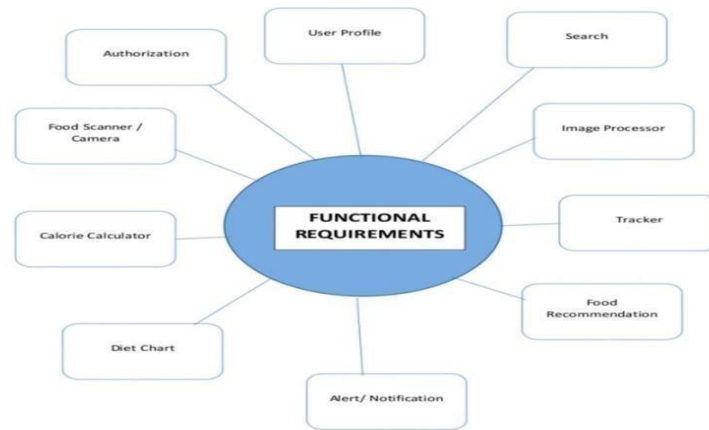 User Profile
Search
Authorization
Food Scanner /
Camera
Image Processor
FUNCTIONAL
REQUIREMENTS
Calorie Calculator
Tracker
Food
Recommendation
Diet Chart
Alert/ Notification